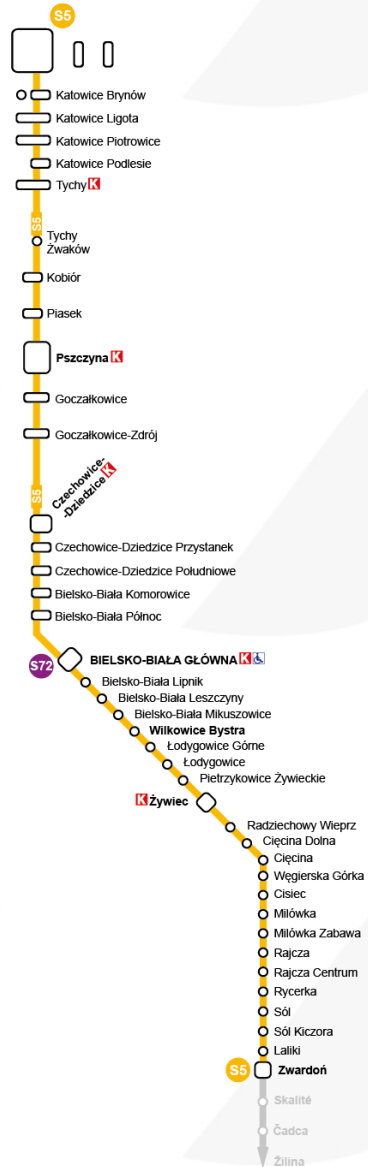 S5
Katowice Brynów
Katowice Ligota
Katowice Piotrowice
Katowice Podlesie
Tychy K
S5
Tychy
Żwaków
Kobiór
Piasek
Pszczyna K
Goczałkowice
Goczałkowice-Zdrój
S5
Czechowice-
-Dziedzice K
Czechowice-Dziedzice Przystanek
Czechowice-Dziedzice Południowe
Bielsko-Biała Komorowice
Bielsko-Biała Północ
S72
BIELSKO-BIAŁA GŁÓWNA K
Bielsko-Biała Lipnik
Bielsko-Biała Leszczyny
Bielsko-Biała Mikuszowice
Wilkowice Bystra
Łodygowice Górne
Łodygowice
Pietrzykowice Żywieckie
K Żywiec
Radziechowy Wieprz
Cięcina Dolna
Cięcina
Węgierska Górka
Cisiec
Milówka
Milówka Zabawa
Rajcza
Rajcza Centrum
Rycerka
Sól
Sól Kiczora
Laliki
S5 Zwardoń
Skalité
Čadca
Žilina